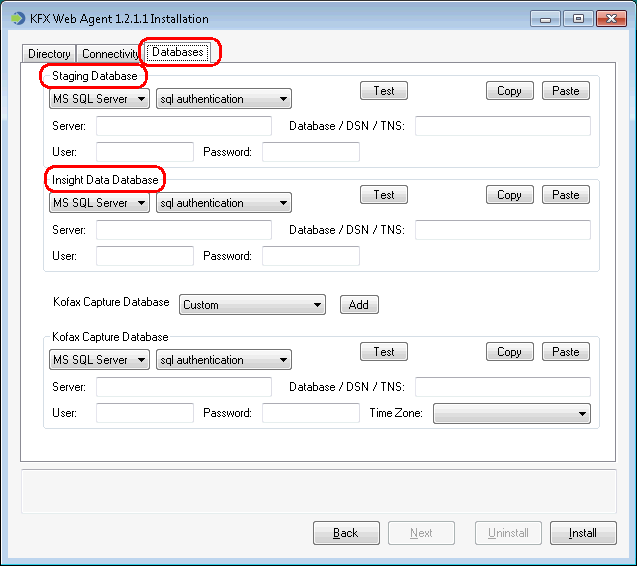 KFX Web Agent 1.2.1.1 Installation
Directory Connectivity Databases
Staging Database
MS SQL Server sql authentication Test Copy Paste
Server: Database / DSN / TNS:
User: Password:
Insight Data Database
MS SQL Server sql authentication Test Copy Paste
Server: Database / DSN / TNS:
User: Password:
Kofax Capture Database Custom Add
Kofax Capture Database
MS SQL Server sql authentication Test Copy Paste
Server: Database / DSN / TNS:
User: Password: Time Zone:
Back Next Uninstall Install